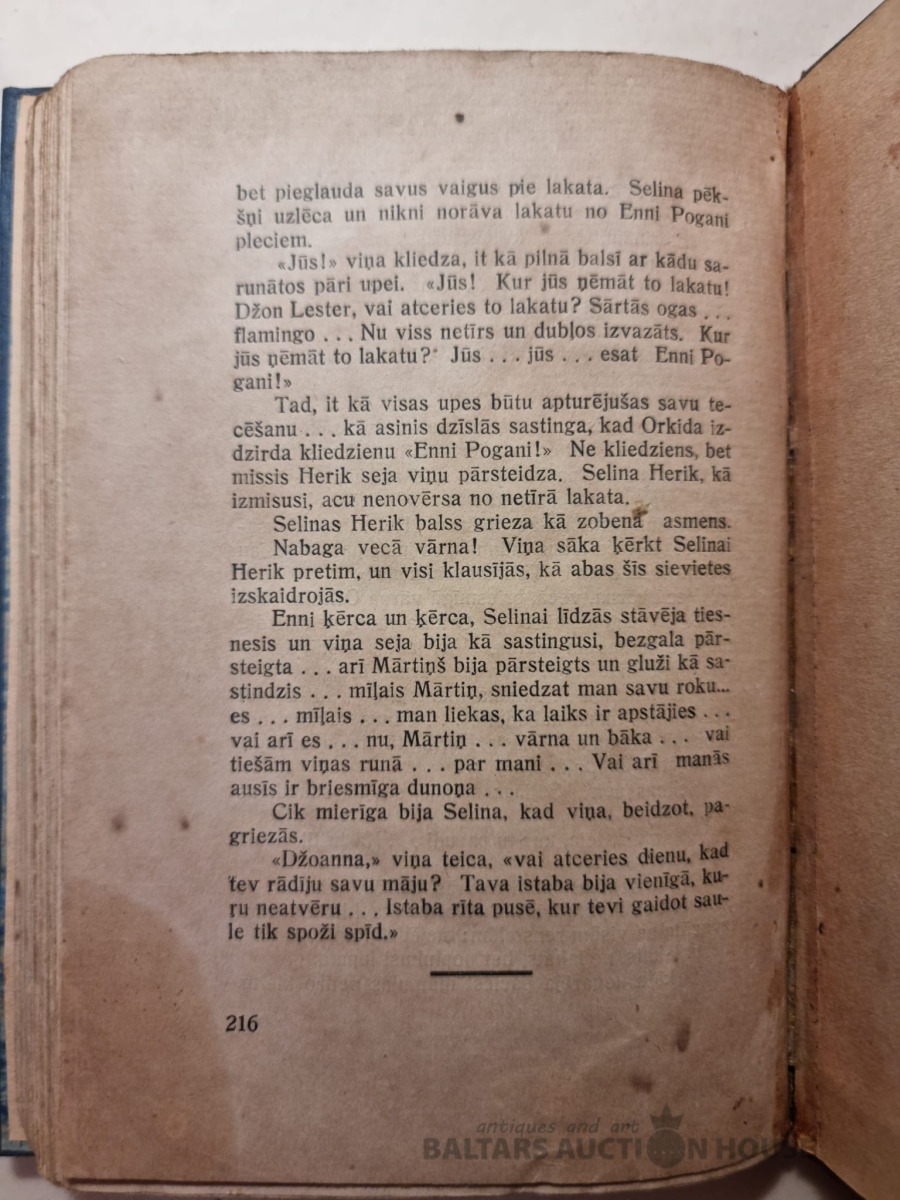 bet pieglauda savus vaigus pie lakata. Selina pēk-
šņi uzlēca un nikni norāva lakatu no Enni Pogani
pleciem.
«Jūs!» viņa kliedza, it kā pilnā balsī ar kādu sa-
runātos pāri upei. «Jūs! Kur jūs ņēmāt to lakatu!
Džon Lester, vai atceries to lakatu? Sārtās ogas ...
flamingo ... Nu viss netīrs un dubļos izvazāts. Kur
jūs ņēmāt to lakatu? Jūs ... jūs ... esat Enni Po-
gani!»
Tad, it kā visas upes būtu apturējušas savu te-
cēšanu ... kā asinis dzīslās sastinga, kad Orkida iz-
dzirda kliedzienu «Enni Pogani!» Ne kliedziens, bet
missis Herik seja viņu pārsteidza. Selina Herik, kā
izmisusi, acu nenovērsa no netīrā lakata.
Selinas Herik balss grieza kā zobena asmens.
Nabaga vecā vārna! Viņa sāka ķērkt Selinai
Herik pretim, un visi klausījās, kā abas šīs sievietes
izskaidrojās.
Enni ķērca un ķērca, Selinai līdzās stāvēja ties-
nesis un viņa seja bija kā sastingusi, bezgala pār-
steigta ... arī Mārtiņš bija pārsteigts un gluži kā sa-
stindzis ... mīļais Mārtiņ, sniedzat man savu roku...
es ... mīļais ... man liekas, ka laiks ir apstājies ...
vai arī es ... nu, Mārtiņ ... vārna un bāka ... vai
tiešām viņas runā ... par mani ... Vai arī manās
ausīs ir briesmīga dunoņa ...
Cik mierīga bija Selina, kad viņa, beidzot, pa-
griezās.
«Džoanna,» viņa teica, «vai atceries dienu, kad
tev rādīju savu māju? Tava istaba bija vienīgā, ku-
ru neatvēru ... Istaba rīta pusē, kur tevi gaidot sau-
le tik spoži spīd.»
216
antiques and art
BALTARS AUCTION HOUSE